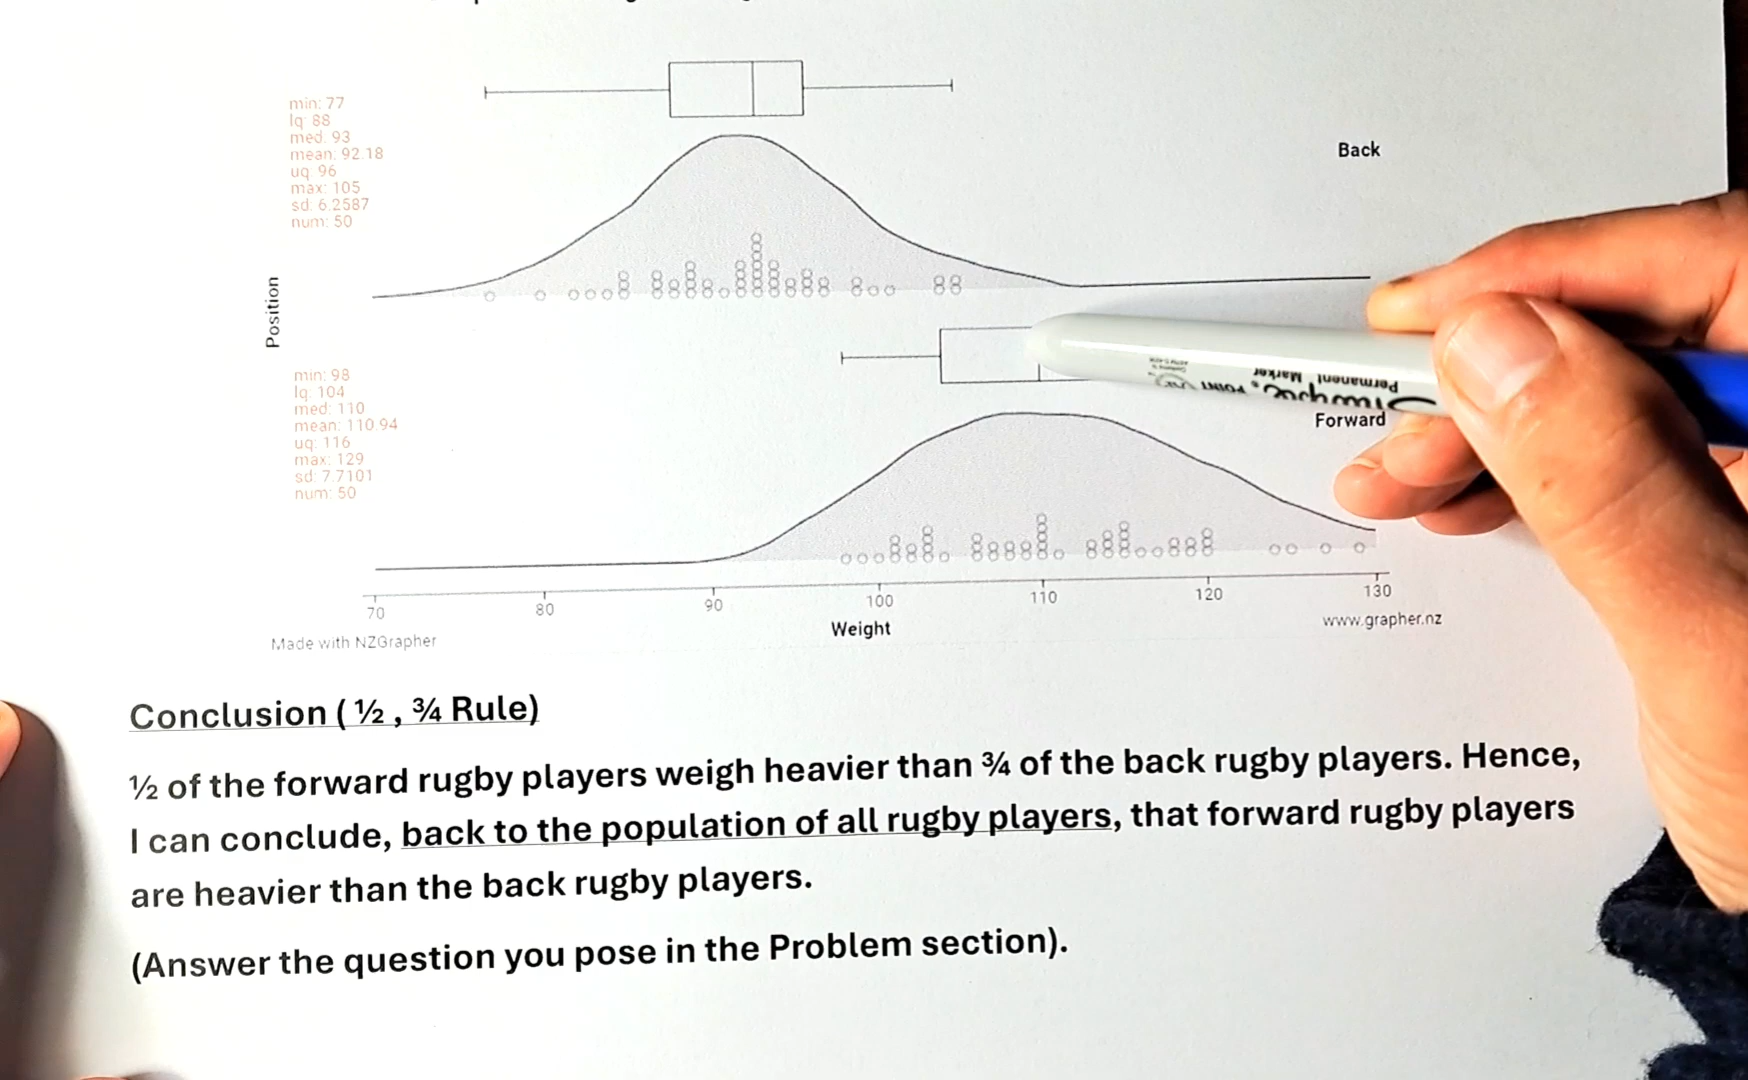 min: 77
lq: 88
med: 93
mean: 92.18
uq: 96
max: 105
sd: 6.2587
num: 50
Back
Position
min: 98
lq: 104
med: 110
mean: 110.94
uq: 116
max: 129
sd: 7.7101
num: 50
Permanent Marker
Forward
70 80 90 100 110 120 130
Weight
Made with NZGrapher
www.grapher.nz
Conclusion ( ½ , ¾ Rule)
½ of the forward rugby players weigh heavier than ¾ of the back rugby players. Hence,
I can conclude, back to the population of all rugby players, that forward rugby players
are heavier than the back rugby players.
(Answer the question you pose in the Problem section).